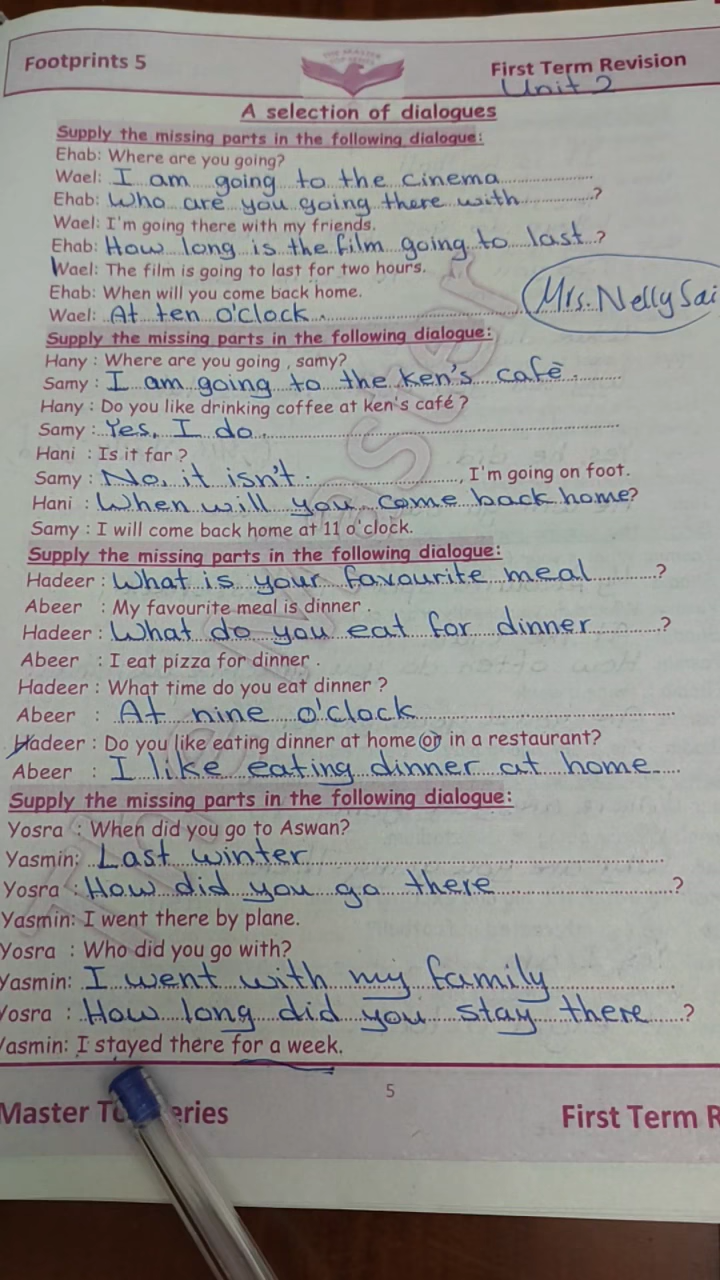 Footprints 5
THE MASTER
TOP SERIES
First Term Revision
Unit 2
A selection of dialogues
Supply the missing parts in the following dialogue:
Ehab: Where are you going?
Wael: I am going to the cinema
Ehab: Who are you going there with ?
Wael: I'm going there with my friends.
Ehab: How long is the film going to last ?
Wael: The film is going to last for two hours.
Ehab: When will you come back home.
Wael: At ten o'clock .
Mrs. Nelly Sai
Supply the missing parts in the following dialogue:
Hany : Where are you going , samy?
Samy : I am going to the Ken's cafè .
Hany : Do you like drinking coffee at ken's café ?
Samy : Yes, I do .
Hani : Is it far ?
Samy : No, it isn't . , I'm going on foot.
Hani : When will you come back home?
Samy : I will come back home at 11 o'clock.
Supply the missing parts in the following dialogue:
Hadeer : What is your favourite meal ?
Abeer : My favourite meal is dinner .
Hadeer : What do you eat for dinner ?
Abeer : I eat pizza for dinner .
Hadeer : What time do you eat dinner ?
Abeer : At nine o'clock
Hadeer : Do you like eating dinner at home or in a restaurant?
Abeer : I like eating dinner at home
Supply the missing parts in the following dialogue:
Yosra : When did you go to Aswan?
Yasmin: Last winter
Yosra : How did you go there ?
Yasmin: I went there by plane.
Yosra : Who did you go with?
Yasmin: I went with my family
Yosra : How long did you stay there ?
Yasmin: I stayed there for a week.
The Master
5
Master To eries
First Term R